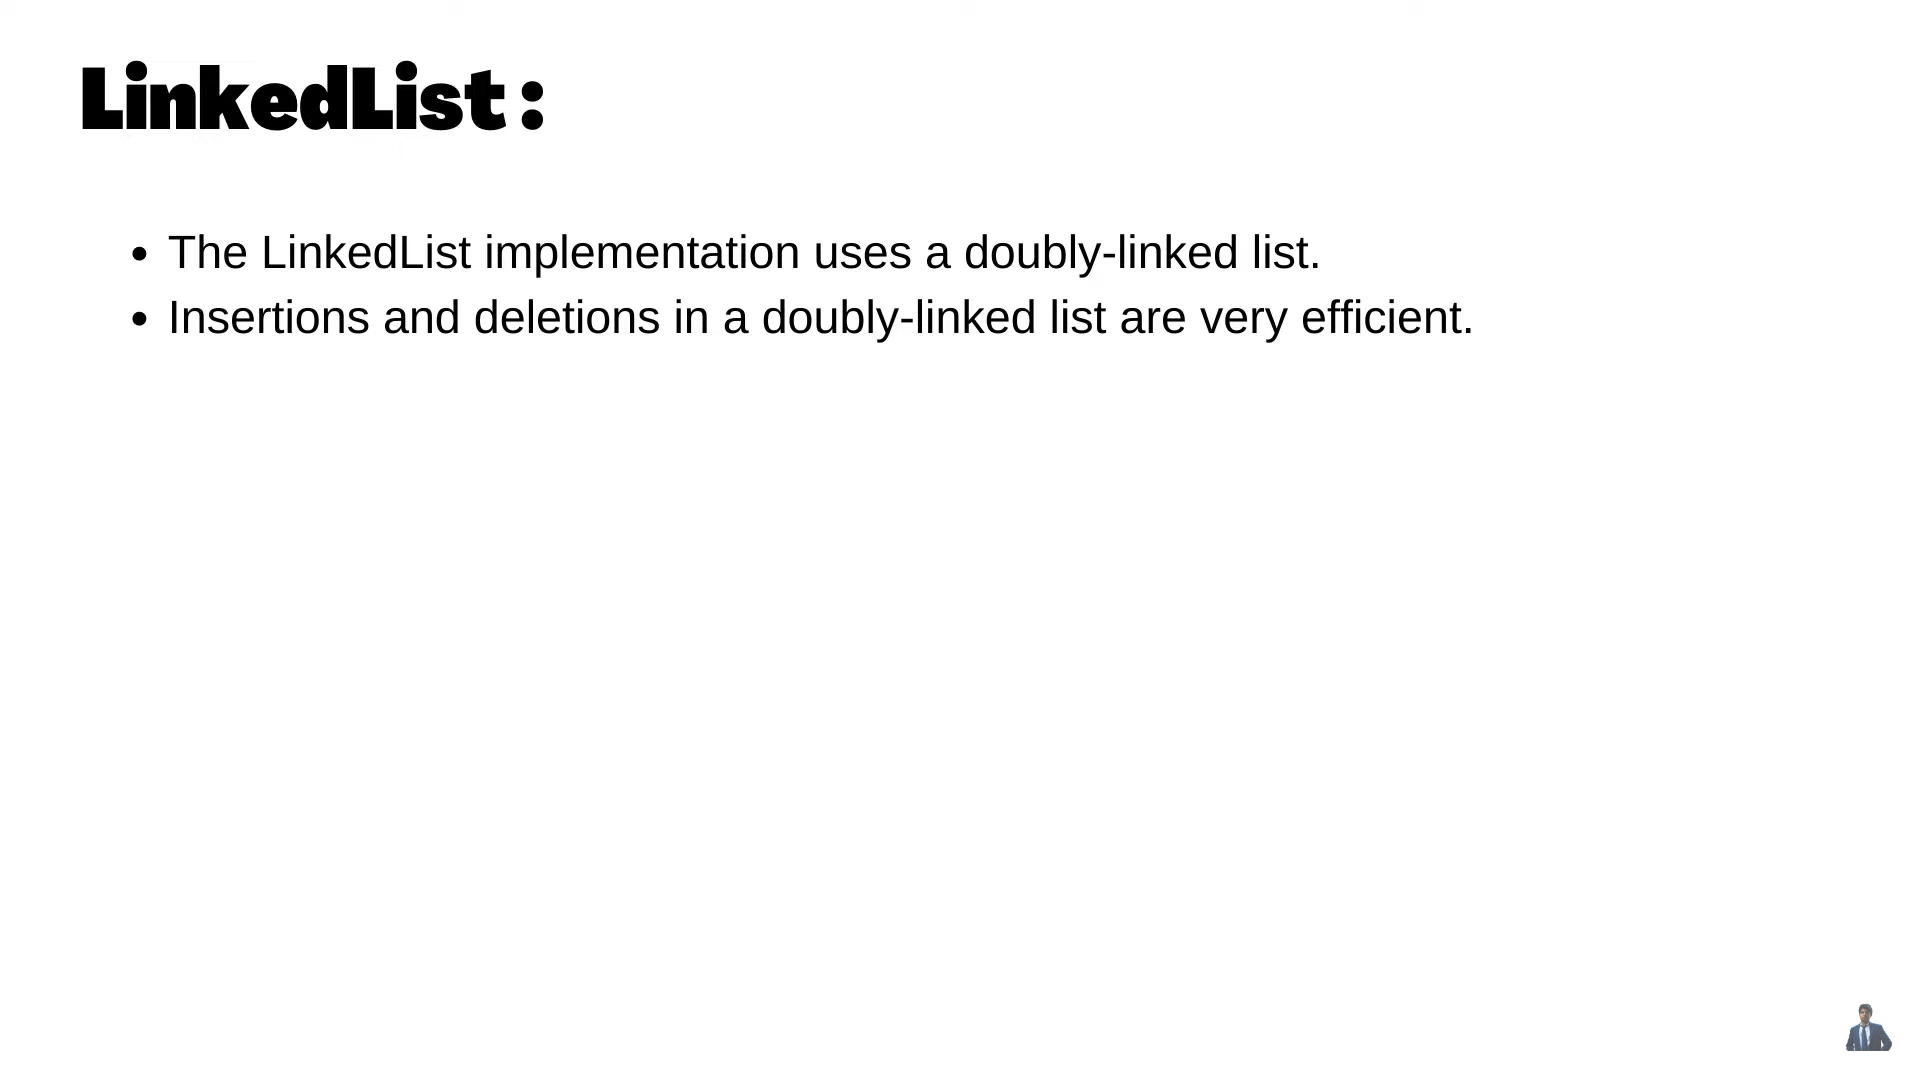 LinkedList:
• The LinkedList implementation uses a doubly-linked list.
• Insertions and deletions in a doubly-linked list are very efficient.